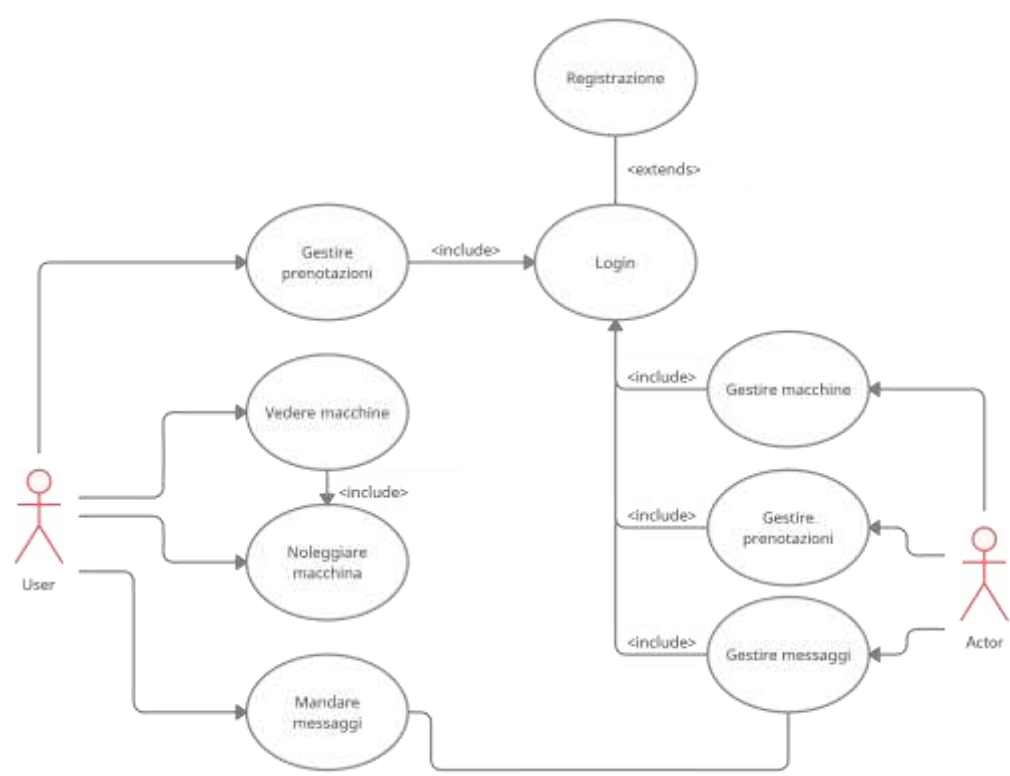 Registrazione
<extends>
Gestire
prenotazioni
<include>
Login
Vedere macchine
<include>
Noleggiare
macchina
User
Mandare
messaggi
<include>
Gestire macchine
<include>
Gestire
prenotazioni
<include>
Gestire messaggi
Actor